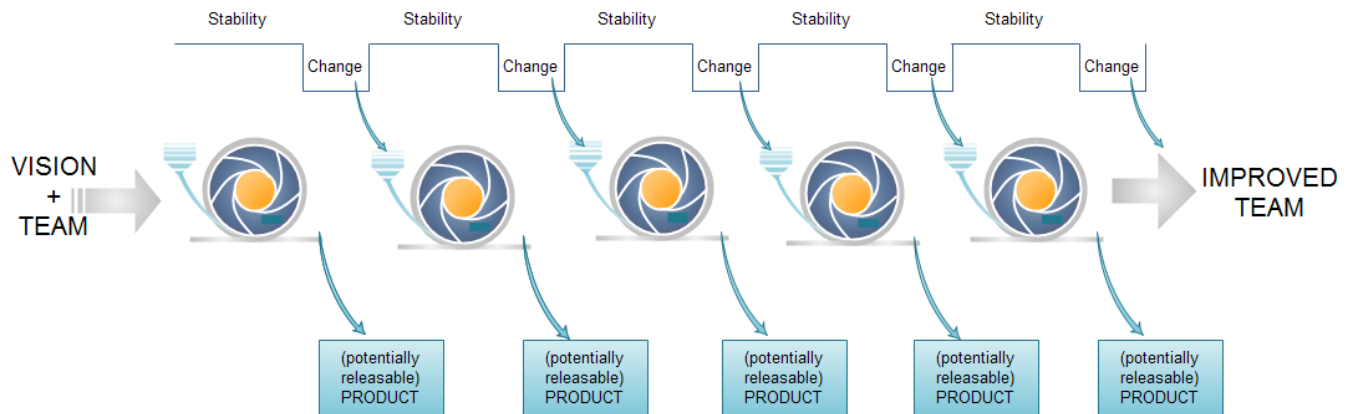 Stability
Stability
Stability
Stability
Stability
Change
Change
Change
Change
Change
VISION
+
TEAM
IMPROVED
TEAM
(potentially
releasable)
PRODUCT
(potentially
releasable)
PRODUCT
(potentially
releasable)
PRODUCT
(potentially
releasable)
PRODUCT
(potentially
releasable)
PRODUCT